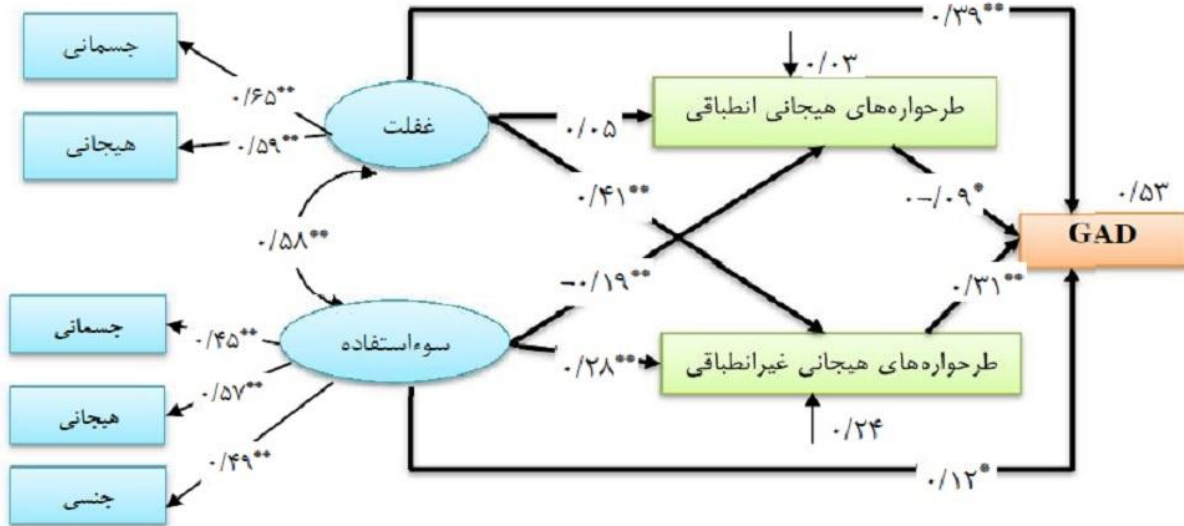 ۰/۳۹**
جسمانی
۰/۰۳
۰/۶۵**
طرحواره‌های هیجانی انطباقی
غفلت
۰/۰۵
هیجانی
۰/۵۹**
۰/۴۱**
۰-/۰۹*
۰/۵۳
GAD
۰/۵۸**
-۰/۱۹**
۰/۳۱**
جسمانی
۰/۴۵**
سوءاستفاده
۰/۲۸**
طرحواره‌های هیجانی غیرانطباقی
هیجانی
۰/۵۷**
۰/۲۴
۰/۴۹**
جنسی
۰/۱۲*